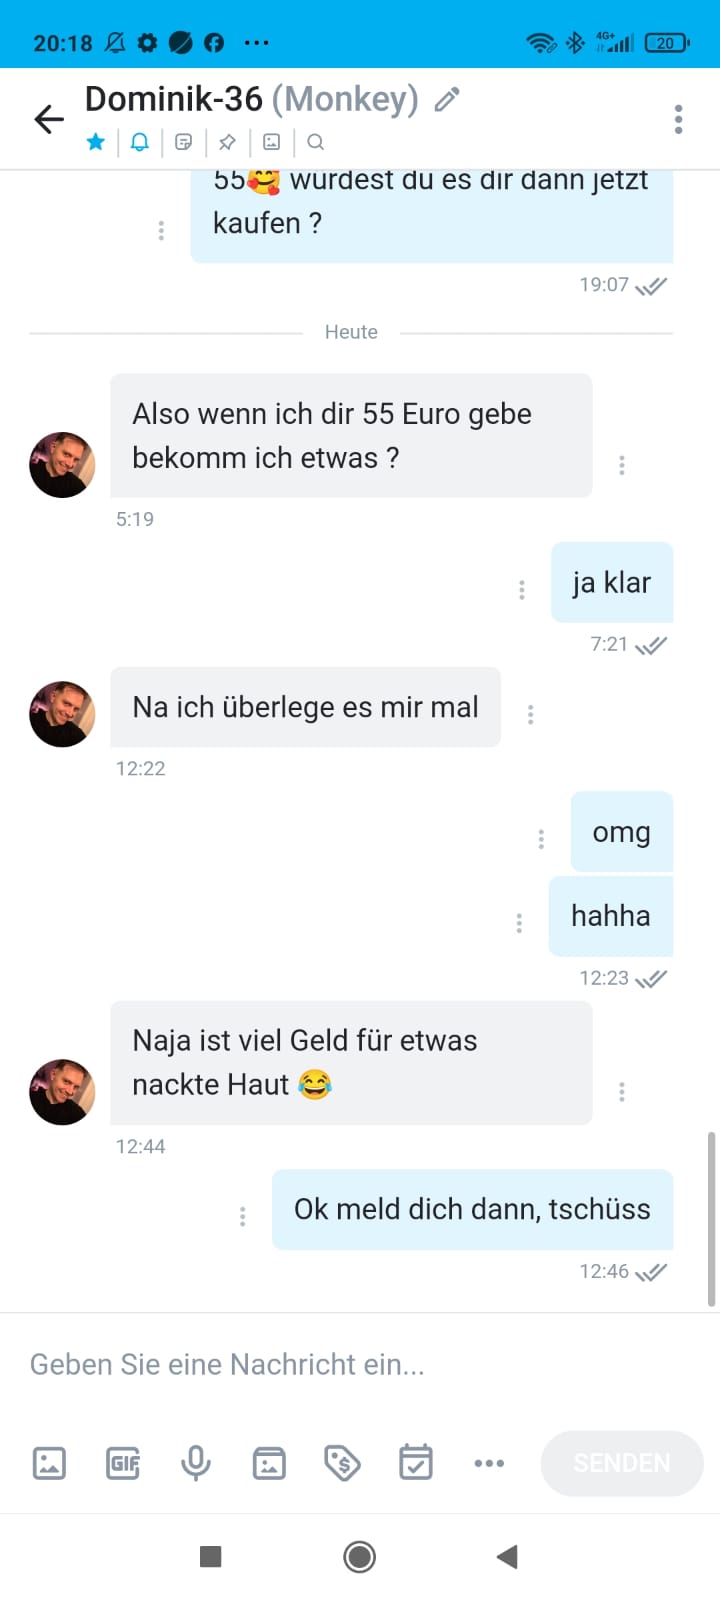 20:18
4G+
20
Dominik-36 (Monkey)
55🥰 würdest du es dir dann jetzt
kaufen ?
19:07
Heute
Also wenn ich dir 55 Euro gebe
bekomm ich etwas ?
5:19
ja klar
7:21
Na ich überlege es mir mal
12:22
omg
hahha
12:23
Naja ist viel Geld für etwas
nackte Haut 😂
12:44
Ok meld dich dann, tschüss
12:46
Geben Sie eine Nachricht ein...
GIF
SENDEN